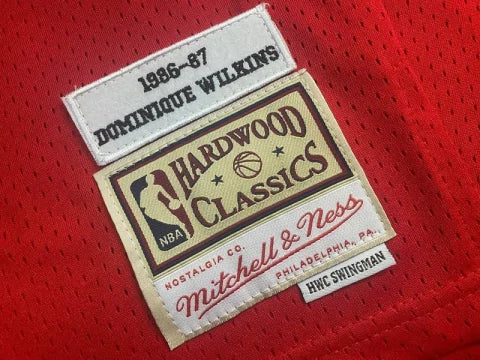 1986-87
DOMINIQUE WILKINS
HARDWOOD
CLASSICS
NBA
NOSTALGIA CO.
Mitchell & Ness
PHILADELPHIA, PA.
HWC SWINGMAN